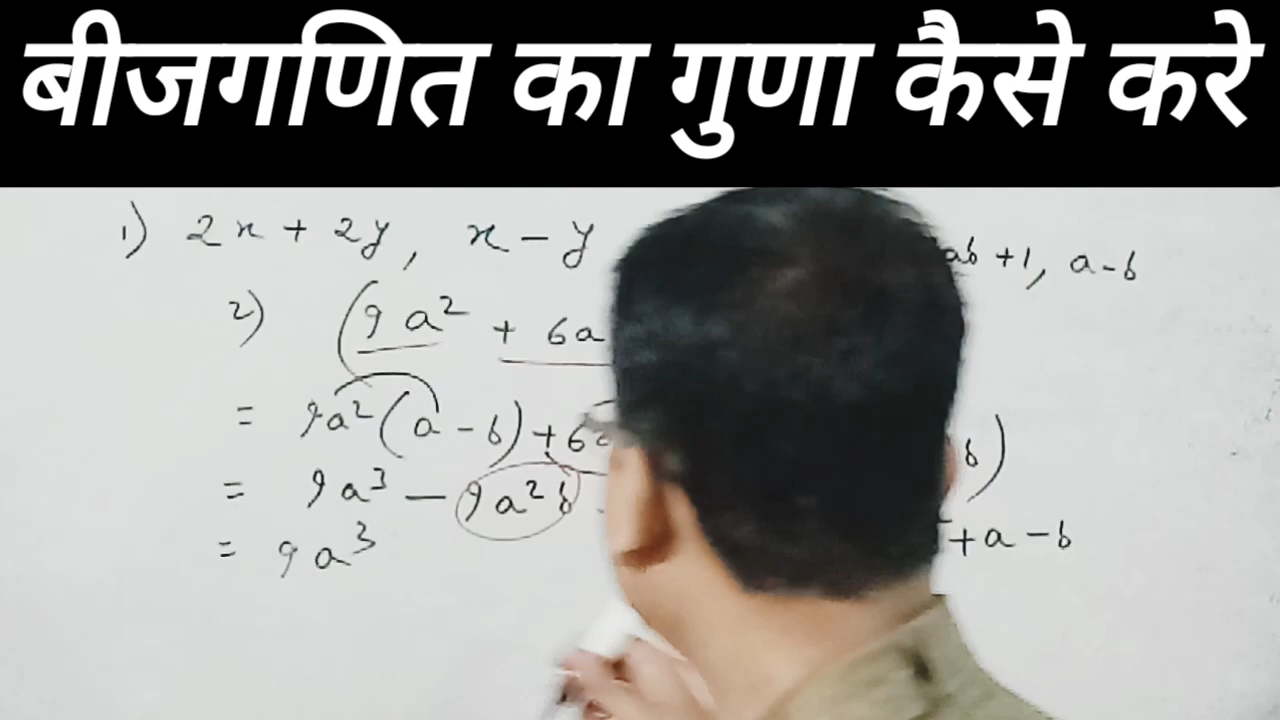 बीजगणित का गुणा कैसे करे
1) 2x + 2y, x - y ab + 1, a - b
2) (9a² + 6a
= 9a²(a - b) + 6a b)
= 9a³ - 9a²b + a - b
= 9a³